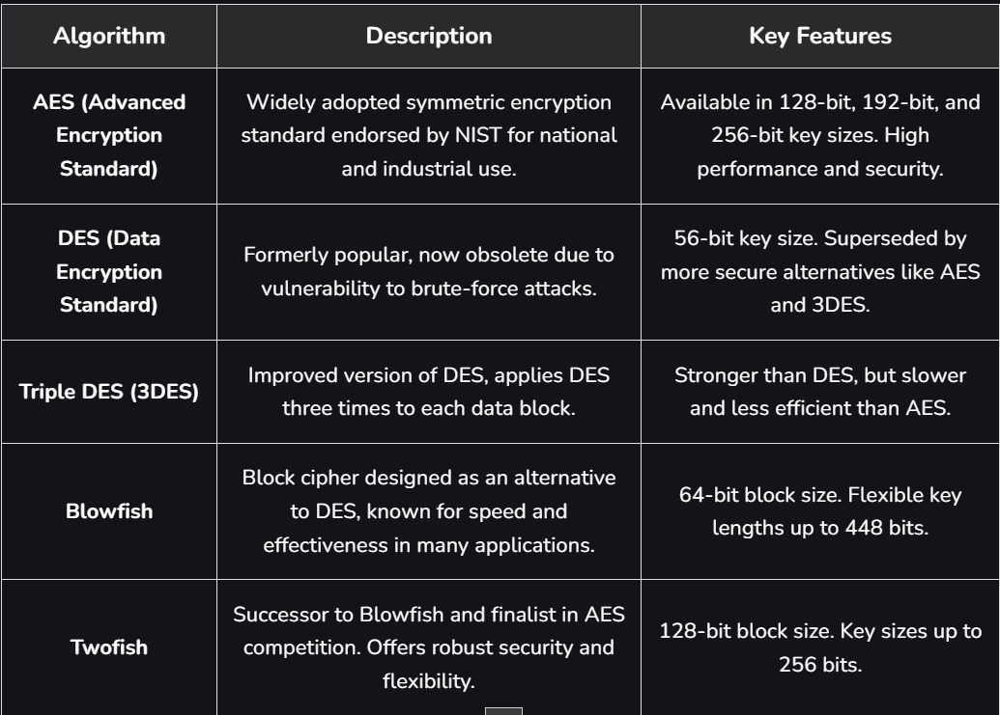 Algorithm
Description
Key Features
AES (Advanced
Encryption
Standard)
Widely adopted symmetric encryption
standard endorsed by NIST for national
and industrial use.
Available in 128-bit, 192-bit, and
256-bit key sizes. High
performance and security.
DES (Data
Encryption
Standard)
Formerly popular, now obsolete due to
vulnerability to brute-force attacks.
56-bit key size. Superseded by
more secure alternatives like AES
and 3DES.
Triple DES (3DES)
Improved version of DES, applies DES
three times to each data block.
Stronger than DES, but slower
and less efficient than AES.
Blowfish
Block cipher designed as an alternative
to DES, known for speed and
effectiveness in many applications.
64-bit block size. Flexible key
lengths up to 448 bits.
Twofish
Successor to Blowfish and finalist in AES
competition. Offers robust security and
flexibility.
128-bit block size. Key sizes up to
256 bits.